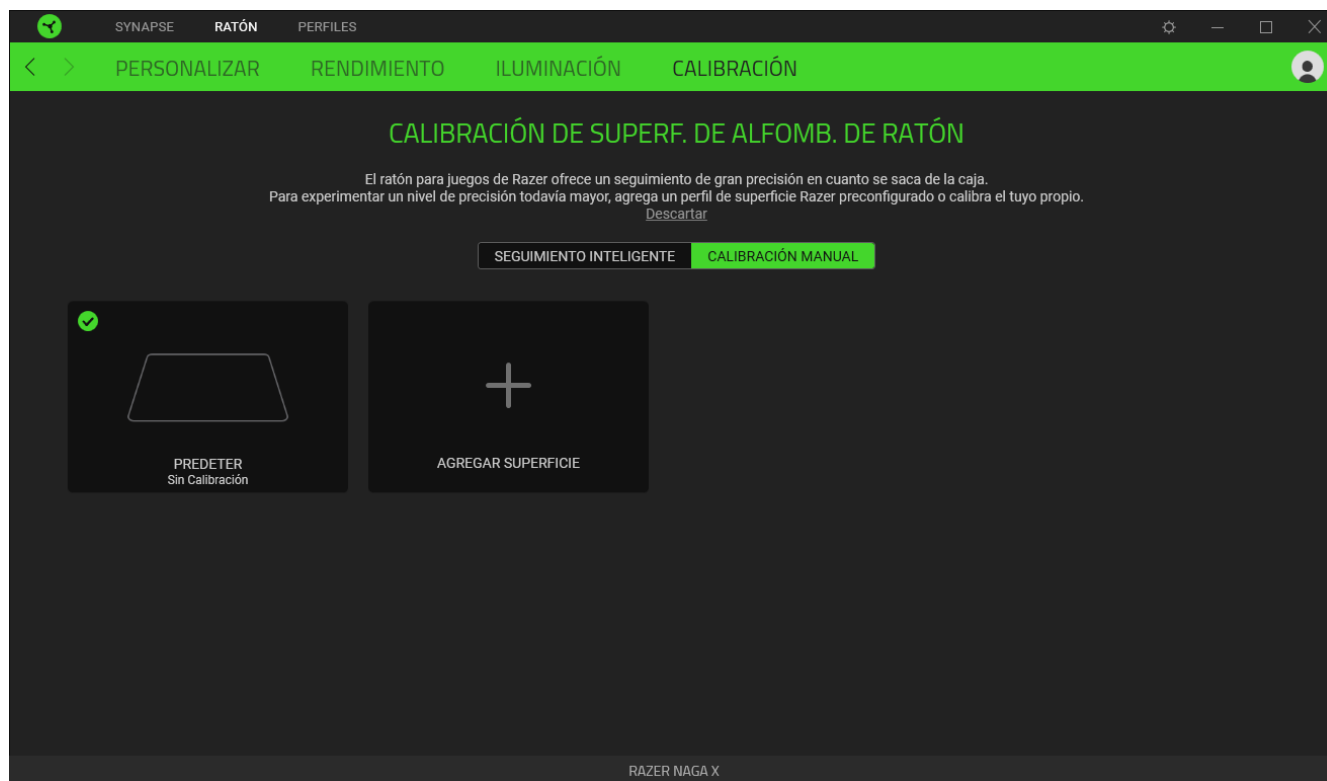 SYNAPSE RATÓN PERFILES
PERSONALIZAR RENDIMIENTO ILUMINACIÓN CALIBRACIÓN
CALIBRACIÓN DE SUPERF. DE ALFOMB. DE RATÓN
El ratón para juegos de Razer ofrece un seguimiento de gran precisión en cuanto se saca de la caja.
Para experimentar un nivel de precisión todavía mayor, agrega un perfil de superficie Razer preconfigurado o calibra el tuyo propio.
Descartar
SEGUIMIENTO INTELIGENTE CALIBRACIÓN MANUAL
PREDETER
Sin Calibración
AGREGAR SUPERFICIE
RAZER NAGA X